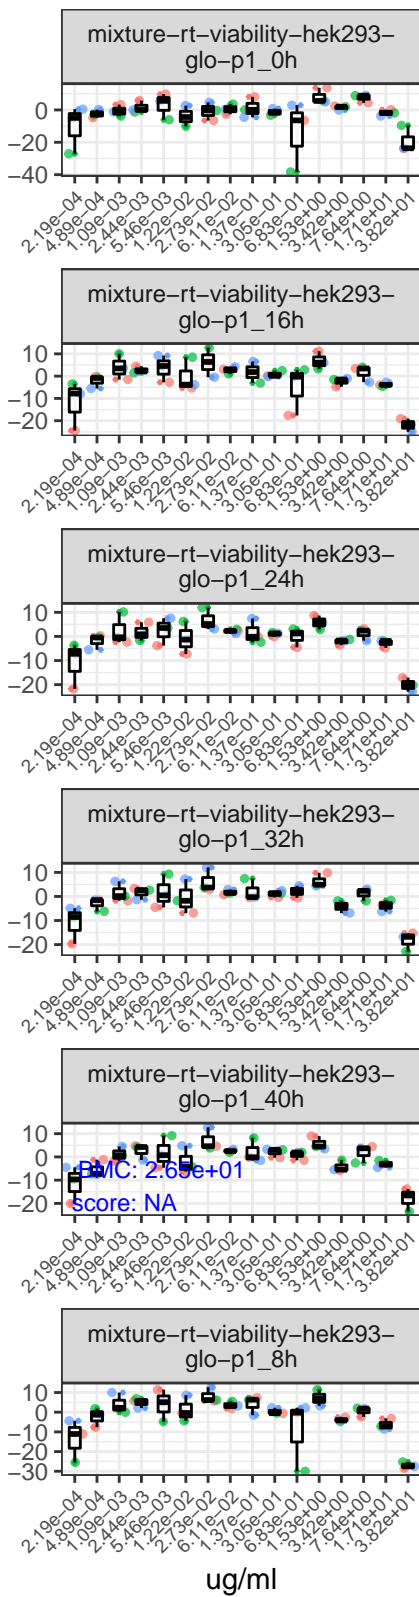 mixture−rt−viability−hek293−
glo−p1_0h
0
−20
−40
2.19e−04
4.89e−04
1.09e−03
2.44e−03
5.46e−03
1.22e−02
2.73e−02
6.11e−02
1.37e−01
3.05e−01
6.83e−01
1.53e+00
3.42e+00
7.64e+00
1.71e+01
3.82e+01
mixture−rt−viability−hek293−
glo−p1_16h
10
0
−10
−20
2.19e−04
4.89e−04
1.09e−03
2.44e−03
5.46e−03
1.22e−02
2.73e−02
6.11e−02
1.37e−01
3.05e−01
6.83e−01
1.53e+00
3.42e+00
7.64e+00
1.71e+01
3.82e+01
mixture−rt−viability−hek293−
glo−p1_24h
10
0
−10
−20
2.19e−04
4.89e−04
1.09e−03
2.44e−03
5.46e−03
1.22e−02
2.73e−02
6.11e−02
1.37e−01
3.05e−01
6.83e−01
1.53e+00
3.42e+00
7.64e+00
1.71e+01
3.82e+01
mixture−rt−viability−hek293−
glo−p1_32h
10
0
−10
−20
2.19e−04
4.89e−04
1.09e−03
2.44e−03
5.46e−03
1.22e−02
2.73e−02
6.11e−02
1.37e−01
3.05e−01
6.83e−01
1.53e+00
3.42e+00
7.64e+00
1.71e+01
3.82e+01
mixture−rt−viability−hek293−
glo−p1_40h
10
0
−10
−20
BMC: 2.65e+01
score: NA
2.19e−04
4.89e−04
1.09e−03
2.44e−03
5.46e−03
1.22e−02
2.73e−02
6.11e−02
1.37e−01
3.05e−01
6.83e−01
1.53e+00
3.42e+00
7.64e+00
1.71e+01
3.82e+01
mixture−rt−viability−hek293−
glo−p1_8h
10
0
−10
−20
−30
2.19e−04
4.89e−04
1.09e−03
2.44e−03
5.46e−03
1.22e−02
2.73e−02
6.11e−02
1.37e−01
3.05e−01
6.83e−01
1.53e+00
3.42e+00
7.64e+00
1.71e+01
3.82e+01
ug/ml